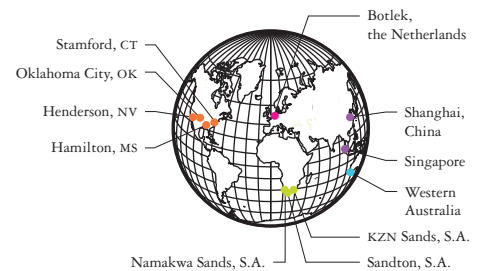 Botlek,
the Netherlands
Stamford, CT
Oklahoma City, OK
Henderson, NV
Hamilton, MS
Shanghai,
China
Singapore
Western
Australia
KZN Sands, S.A.
Namakwa Sands, S.A.
Sandton, S.A.